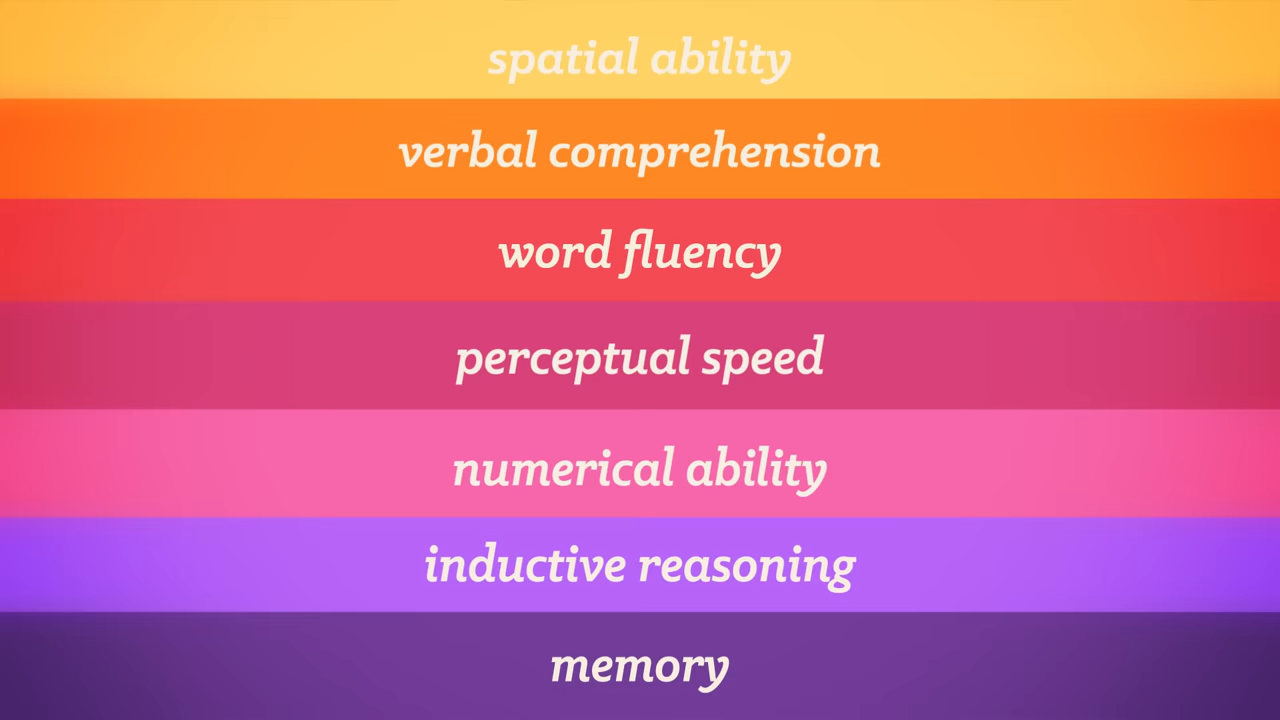 spatial ability
verbal comprehension
word fluency
perceptual speed
numerical ability
inductive reasoning
memory